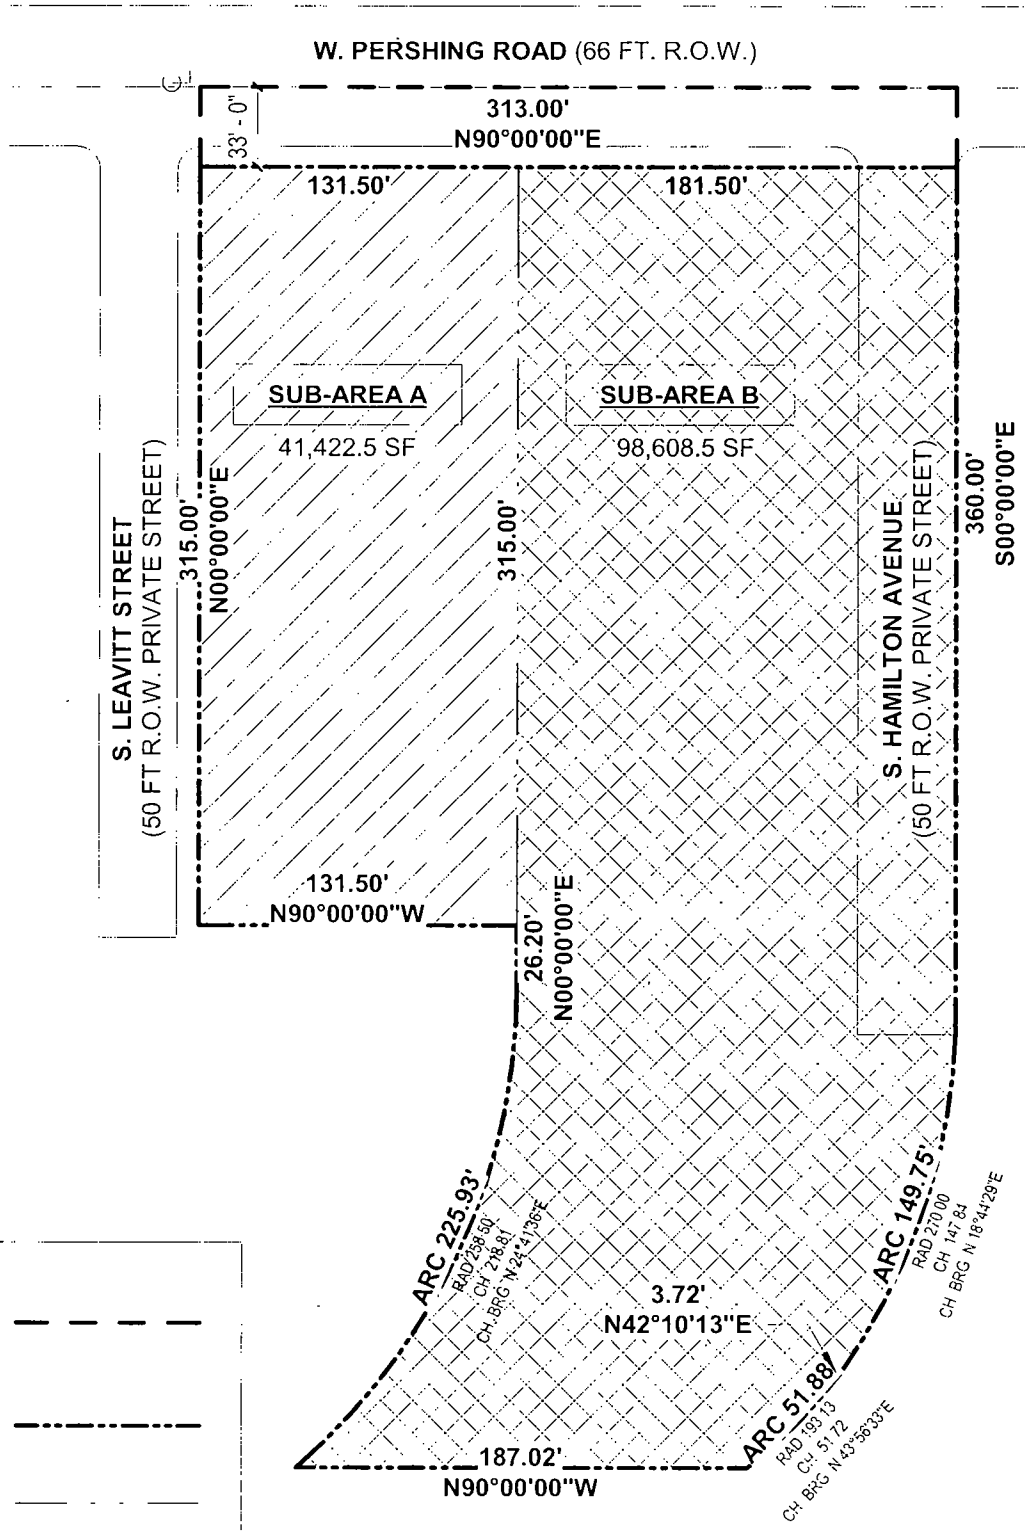 W. PERSHING ROAD (66 FT. R.O.W.)
313.00'
N90°00'00"E
33' - 0"
131.50'
181.50'
SUB-AREA A
41,422.5 SF
SUB-AREA B
98,608.5 SF
S. LEAVITT STREET
(50 FT R.O.W. PRIVATE STREET)
315.00'
N00°00'00"E
315.00'
S. HAMILTON AVENUE
(50 FT R.O.W. PRIVATE STREET)
360.00'
S00°00'00"E
131.50'
N90°00'00"W
26.20'
N00°00'00"E
ARC 225.93'
RAD 258.50
CH 218.81
CH. BRG N 24°41'36"E
ARC 149.75'
RAD 270.00
CH 147.84
CH BRG N 18°44'29"E
3.72'
N42°10'13"E
ARC 51.88'
RAD 193.13
CH 51.72
CH BRG N 43°56'33"E
187.02'
N90°00'00"W